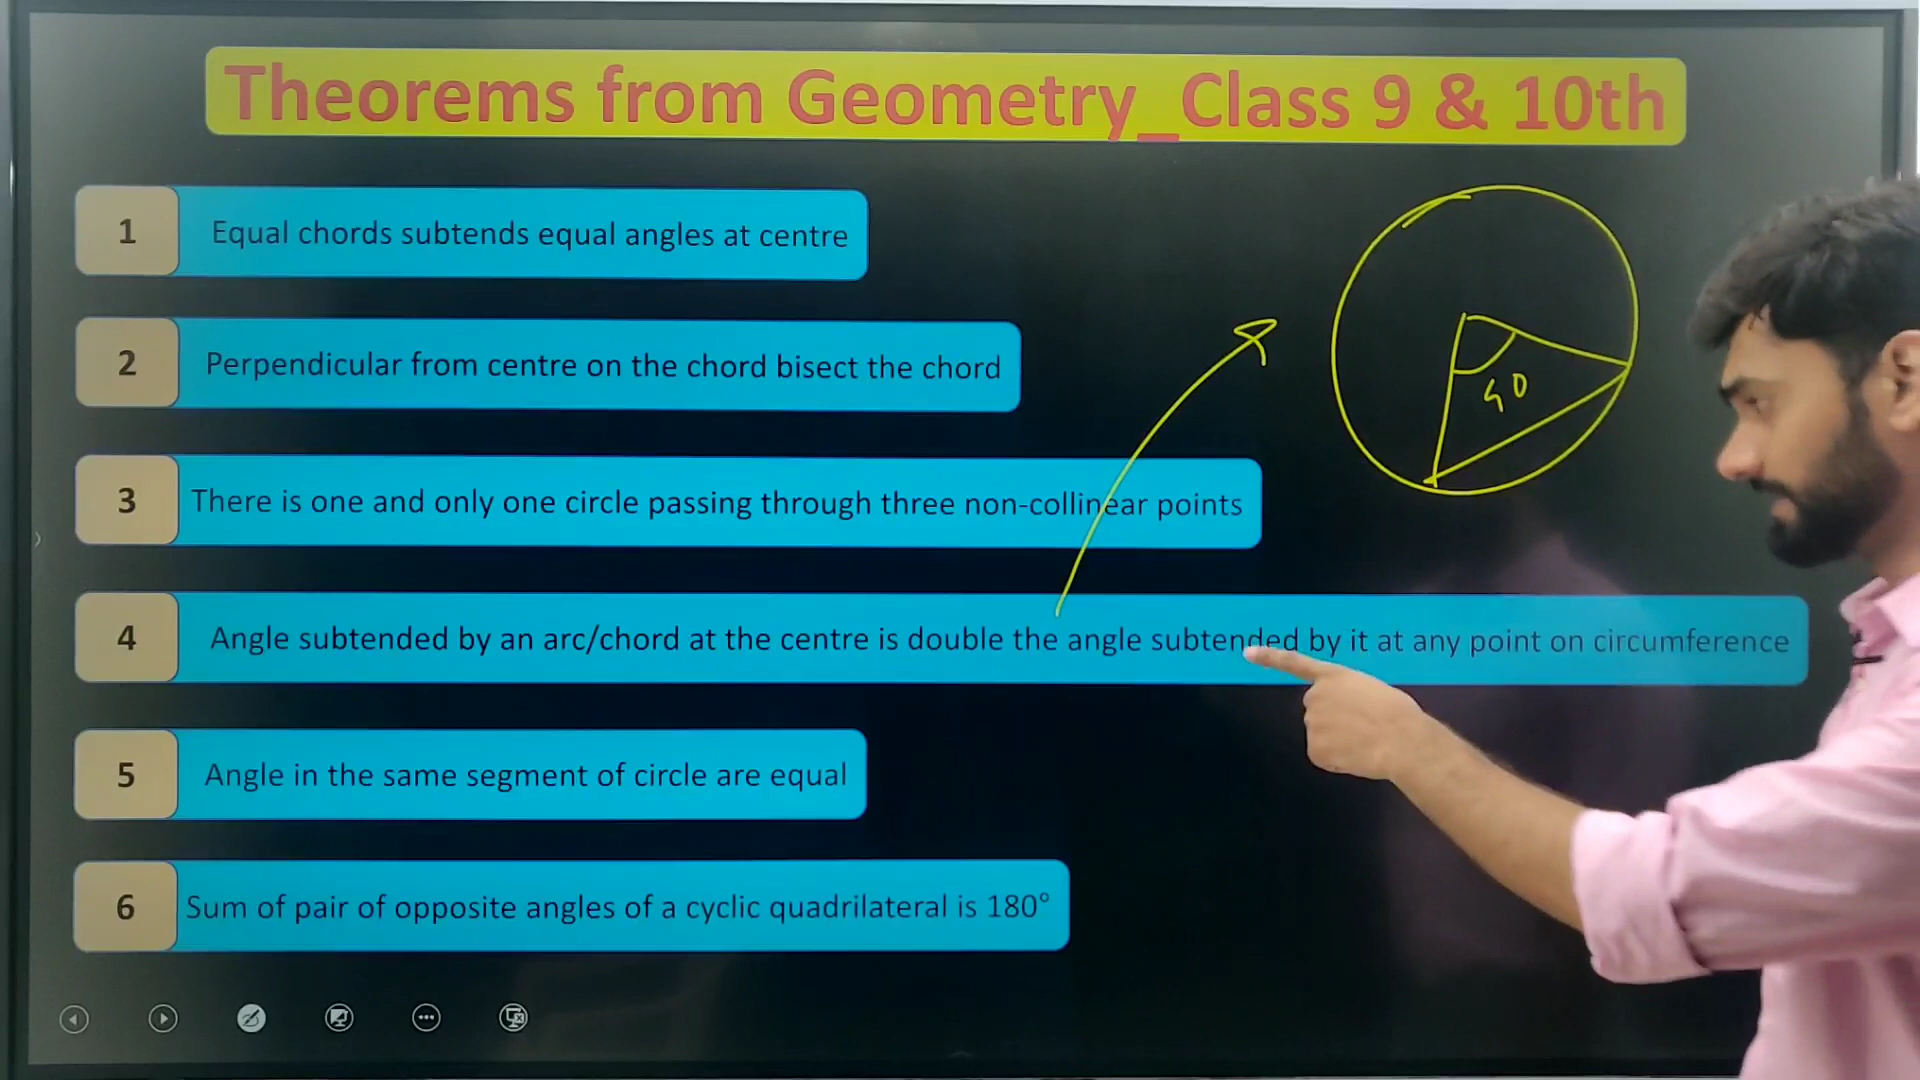 Theorems from Geometry_Class 9 & 10th
1 Equal chords subtends equal angles at centre
2 Perpendicular from centre on the chord bisect the chord
3 There is one and only one circle passing through three non-collinear points
4 Angle subtended by an arc/chord at the centre is double the angle subtended by it at any point on circumference
5 Angle in the same segment of circle are equal
6 Sum of pair of opposite angles of a cyclic quadrilateral is 180°